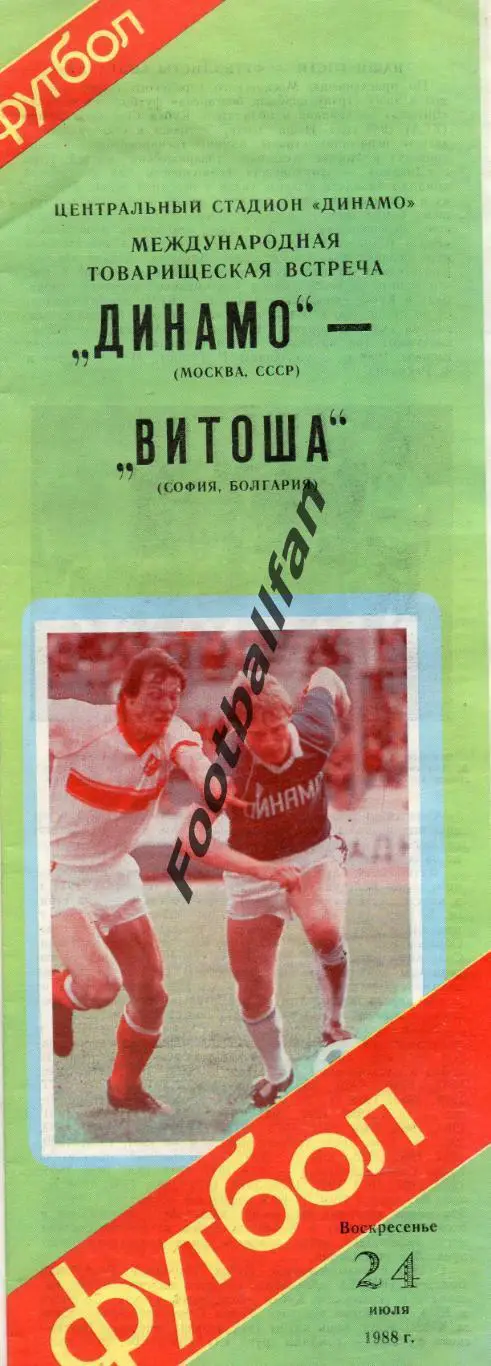 футбол
ЦЕНТРАЛЬНЫЙ СТАДИОН «ДИНАМО»
МЕЖДУНАРОДНАЯ
ТОВАРИЩЕСКАЯ ВСТРЕЧА
„ДИНАМО“ —
(МОСКВА, СССР)
„ВИТОША“
(СОФИЯ, БОЛГАРИЯ)
Footballfan
ДИНАМО
футбол
Воскресенье
24
июля
1988 г.